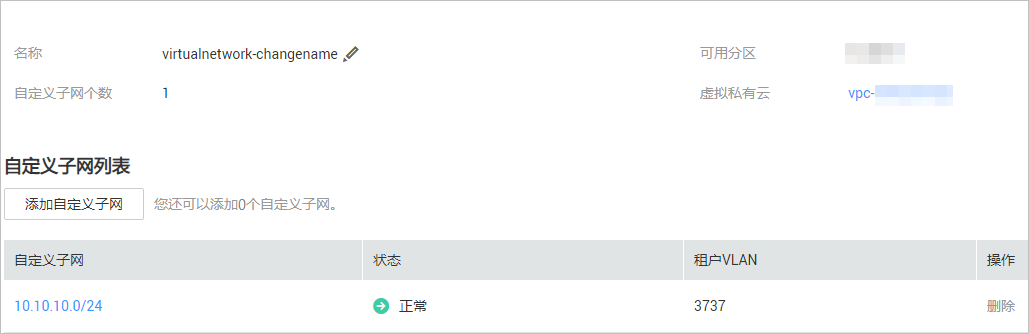 名称 virtualnetwork-changename 可用分区
自定义子网个数 1 虚拟私有云 vpc-
自定义子网列表
添加自定义子网 您还可以添加0个自定义子网。
自定义子网 状态 租户VLAN 操作
10.10.10.0/24 正常 3737 删除